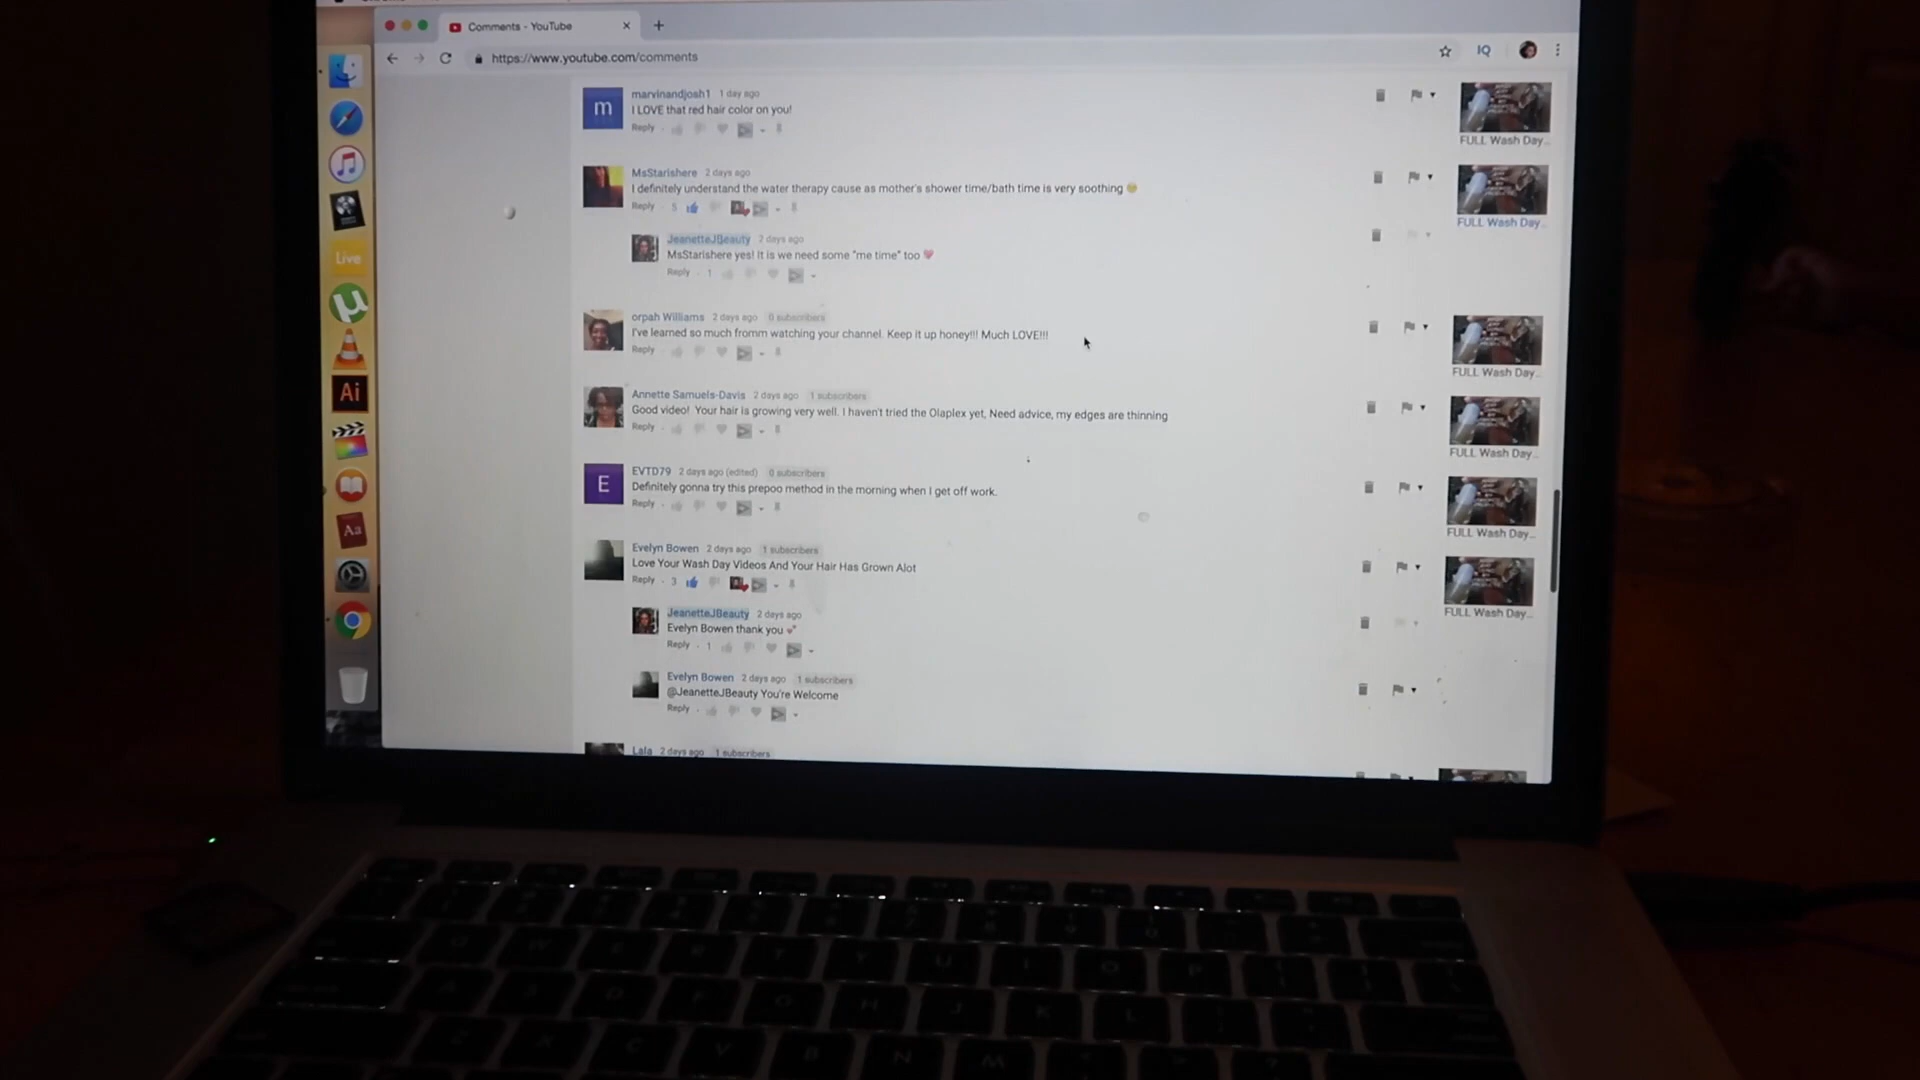 Comments - YouTube
https://www.youtube.com/comments
IQ
m
marvinandjosh1 1 day ago
I LOVE that red hair color on you!
Reply
FULL Wash Day...
MsStarishere 2 days ago
I definitely understand the water therapy cause as mother's shower time/bath time is very soothing
Reply · 5
FULL Wash Day...
JeanetteJBeauty 2 days ago
MsStarishere yes! It is we need some "me time" too
Reply · 1
orpah Williams 2 days ago 0 subscribers
I've learned so much fromm watching your channel. Keep it up honey!!! Much LOVE!!!
Reply
FULL Wash Day...
Annette Samuels-Davis 2 days ago 1 subscribers
Good video! Your hair is growing very well. I haven't tried the Olaplex yet, Need advice, my edges are thinning
Reply
FULL Wash Day...
E
EVTD79 2 days ago (edited) 0 subscribers
Definitely gonna try this prepoo method in the morning when I get off work.
Reply
FULL Wash Day...
Evelyn Bowen 2 days ago 1 subscribers
Love Your Wash Day Videos And Your Hair Has Grown Alot
Reply · 3
FULL Wash Day...
JeanetteJBeauty 2 days ago
Evelyn Bowen thank you
Reply · 1
Evelyn Bowen 2 days ago 1 subscribers
@JeanetteJBeauty You're Welcome
Reply
Lala 2 days ago 1 subscribers
Live
Ai
Aa